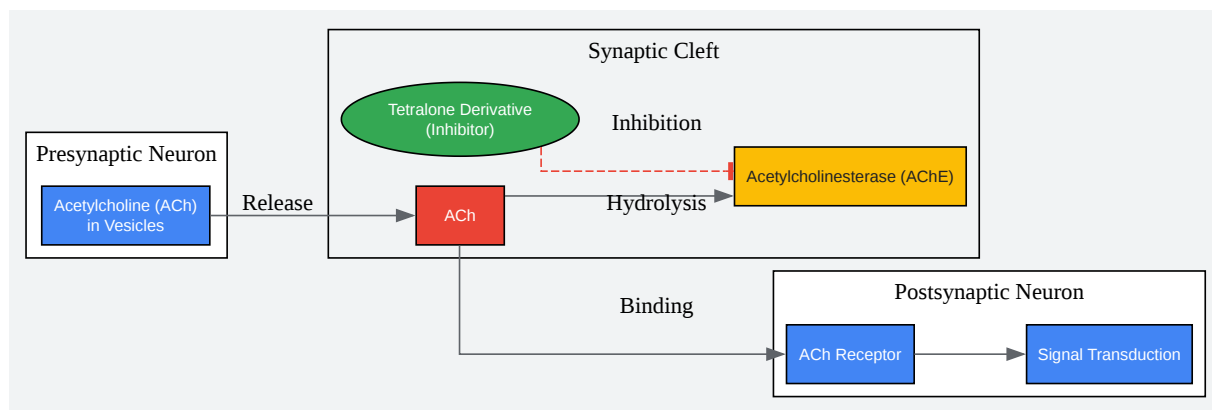 Synaptic Cleft
Tetralone Derivative
(Inhibitor)
Inhibition
Presynaptic Neuron
Acetylcholinesterase (AChE)
Acetylcholine (ACh)
in Vesicles
Release
ACh
Hydrolysis
Binding
Postsynaptic Neuron
ACh Receptor
Signal Transduction